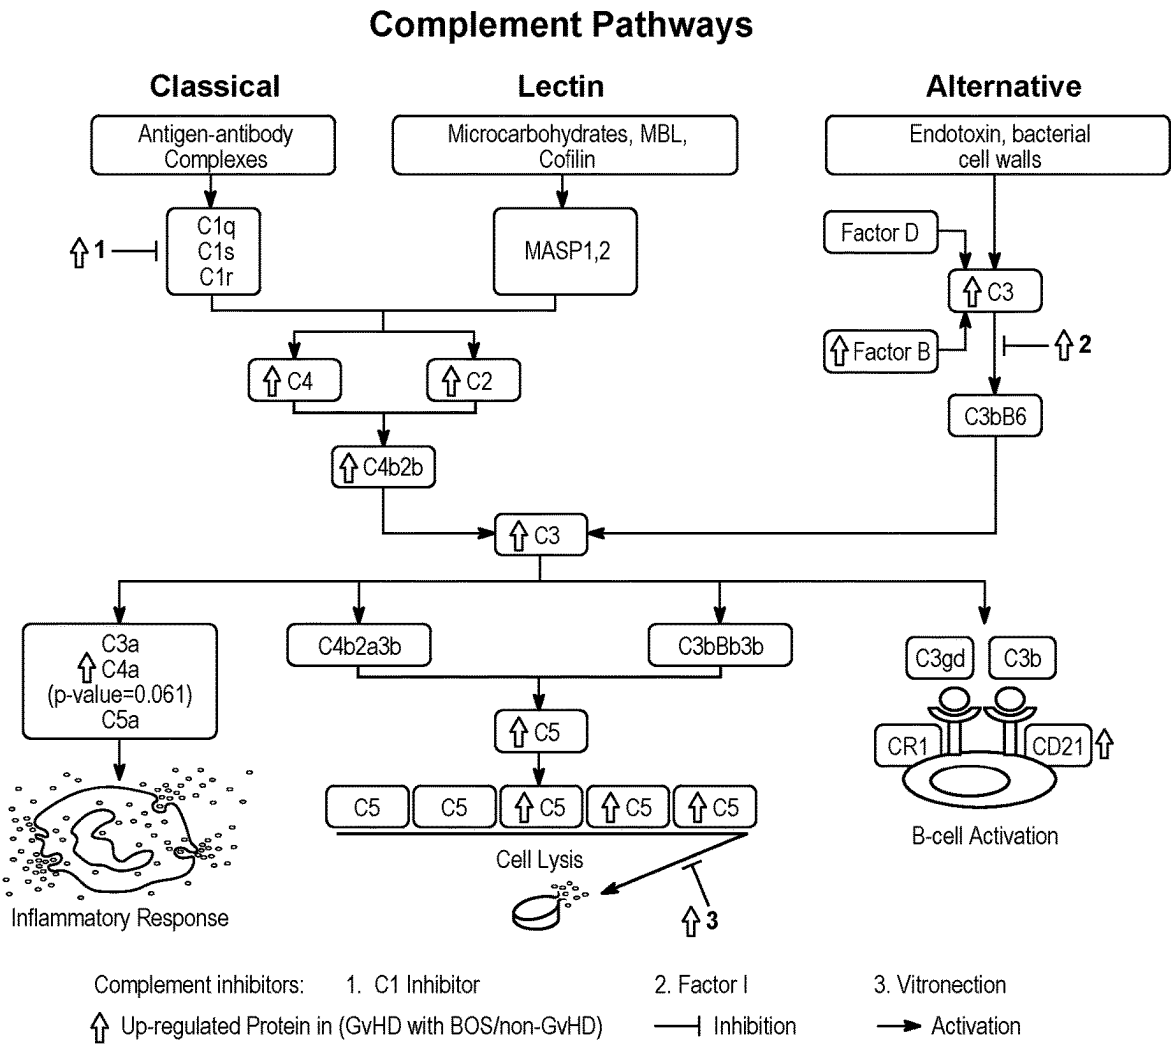 Complement Pathways
Classical
Lectin
Alternative
Antigen-antibody
Complexes
Microcarbohydrates, MBL,
Cofilin
Endotoxin, bacterial
cell walls
C1q
C1s
C1r
1
MASP1,2
Factor D
C3
Factor B
2
C4
C2
C3bB6
C4b2b
C3
C3a
C4a
(p-value=0.061)
C5a
C4b2a3b
C3bBb3b
C3gd
C3b
C5
CR1
CD21
C5
C5
C5
C5
C5
B-cell Activation
Cell Lysis
3
Inflammatory Response
Complement inhibitors: 1. C1 Inhibitor 2. Factor I 3. Vitronection
Up-regulated Protein in (GvHD with BOS/non-GvHD) Inhibition Activation